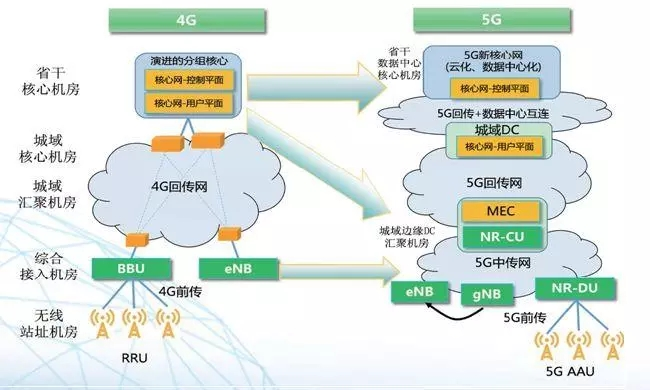 4G
5G
省干
核心机房
演进的分组核心
核心网-控制平面
核心网-用户平面
城域
核心机房
城域
汇聚机房
4G回传网
综合
接入机房
BBU
eNB
4G前传
无线
站址机房
RRU
省干
数据中心
核心机房
5G新核心网
(云化、数据中心化)
核心网-控制平面
5G回传+数据中心互连
城域DC
核心网-用户平面
5G回传网
城域边缘DC
汇聚机房
MEC
NR-CU
5G中传网
eNB
gNB
NR-DU
5G前传
5G AAU